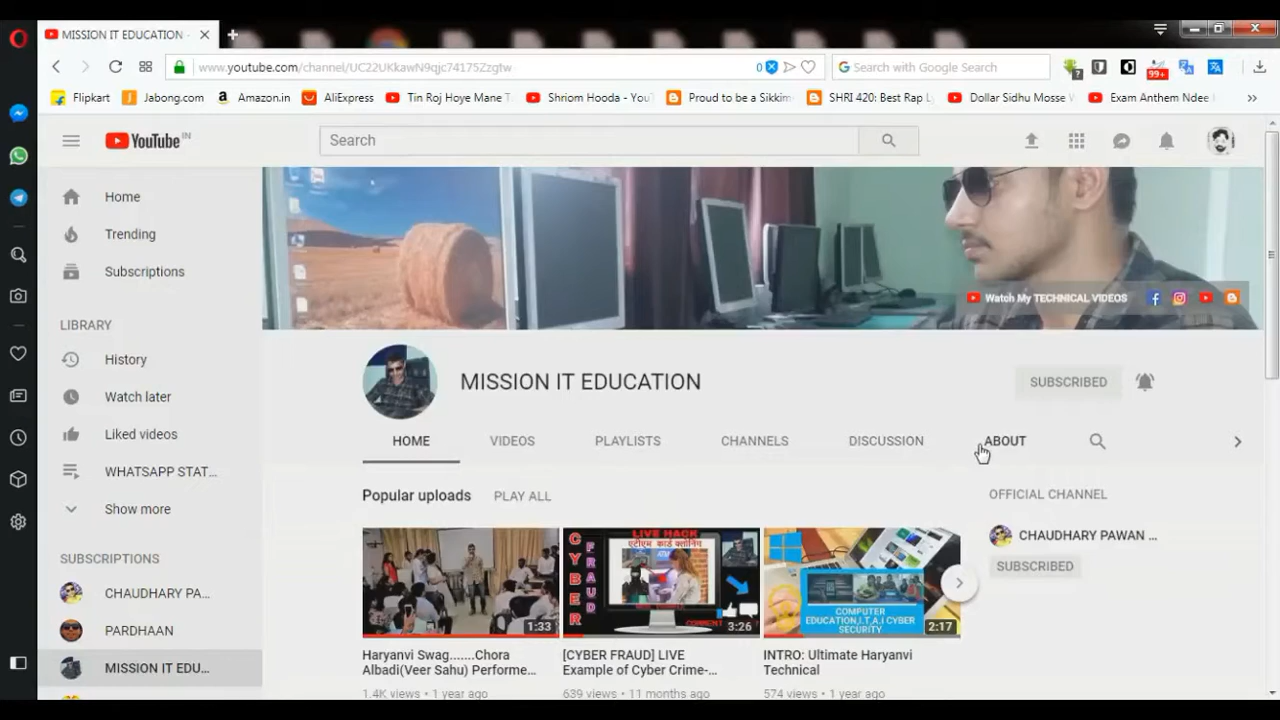 MISSION IT EDUCATION -
www.youtube.com/channel/UC22UKkawN9qjc74175Zzgtw
0
Search with Google Search
?
99+
Flipkart
Jabong.com
Amazon.in
AliExpress
Tin Roj Hoye Mane T
Shriom Hooda - You
Proud to be a Sikkim
SHRI 420: Best Rap L
Dollar Sidhu Mosse
Exam Anthem Ndee
YouTube IN
Search
Watch My TECHNICAL VIDEOS
Home
Trending
Subscriptions
LIBRARY
History
Watch later
Liked videos
WHATSAPP STAT...
Show more
SUBSCRIPTIONS
CHAUDHARY PA...
PARDHAAN
MISSION IT EDU...
MISSION IT EDUCATION
SUBSCRIBED
HOME
VIDEOS
PLAYLISTS
CHANNELS
DISCUSSION
ABOUT
Popular uploads
PLAY ALL
OFFICIAL CHANNEL
CHAUDHARY PAWAN ...
SUBSCRIBED
1:33
Haryanvi Swag.......Chora
Albadi(Veer Sahu) Performe...
1.4K views • 1 year ago
LIVE HACK
एटीएम कार्ड क्लोनिंग
ATM
CYBER
FRAUD
COMMENT
3:26
[CYBER FRAUD] LIVE
Example of Cyber Crime-...
639 views • 11 months ago
COMPUTER
EDUCATION,I.T,A.I CYBER
SECURITY
2:17
INTRO: Ultimate Haryanvi
Technical
574 views • 1 year ago